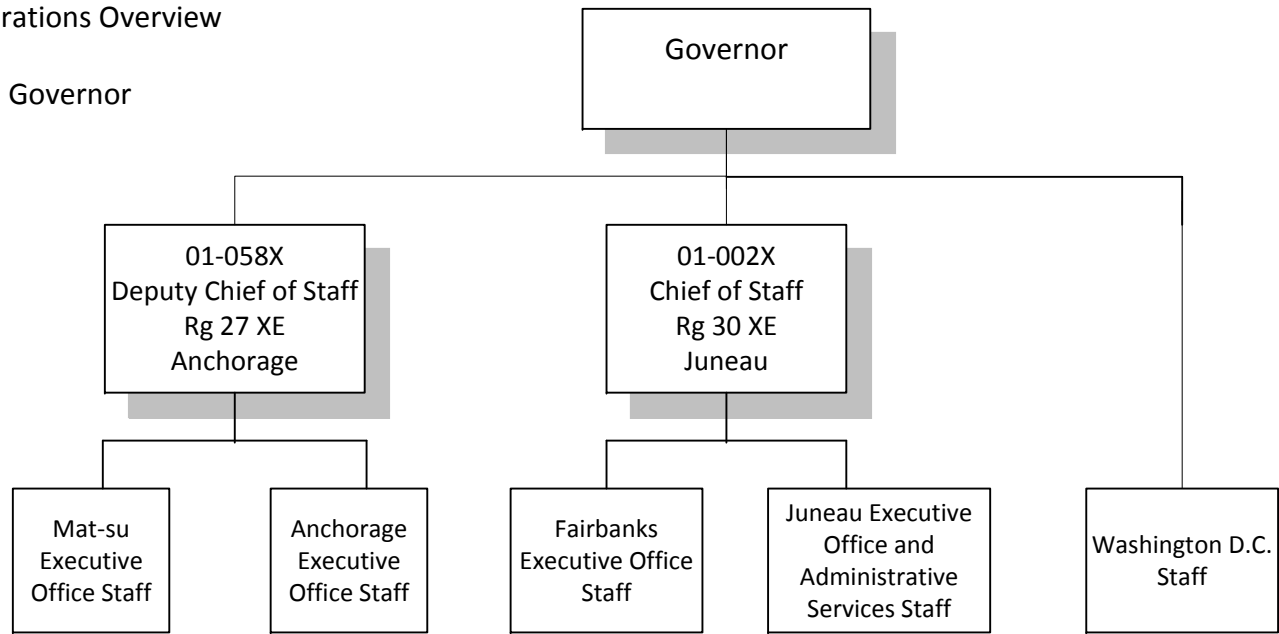 rations Overview
Governor
Governor
01-058X
Deputy Chief of Staff
Rg 27 XE
Anchorage
01-002X
Chief of Staff
Rg 30 XE
Juneau
Mat-su
Executive
Office Staff
Anchorage
Executive
Office Staff
Fairbanks
Executive Office
Staff
Juneau Executive
Office and
Administrative
Services Staff
Washington D.C.
Staff